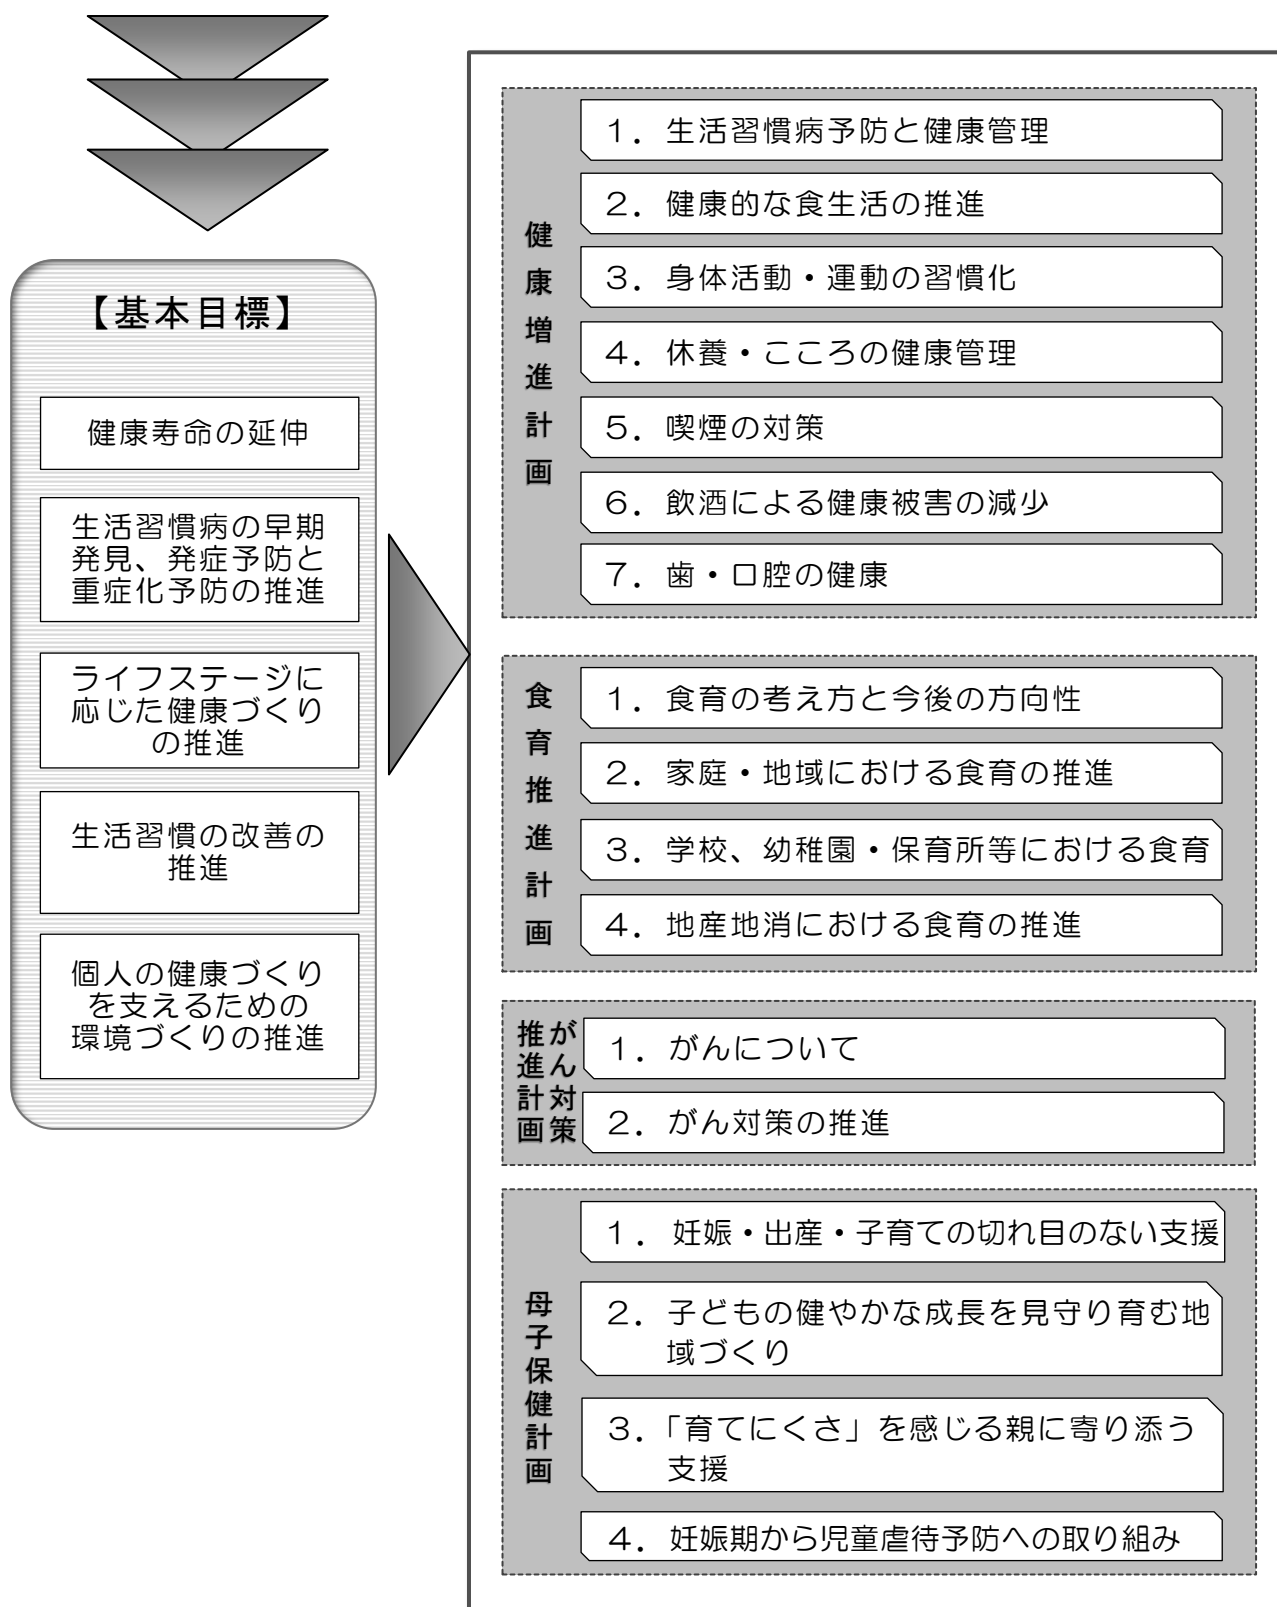 【基本目標】
健康寿命の延伸
生活習慣病の早期
発見、発症予防と
重症化予防の推進
ライフステージに
応じた健康づくり
の推進
生活習慣の改善の
推進
個人の健康づくり
を支えるための
環境づくりの推進
健康増進計画
１．生活習慣病予防と健康管理
２．健康的な食生活の推進
３．身体活動・運動の習慣化
４．休養・こころの健康管理
５．喫煙の対策
６．飲酒による健康被害の減少
７．歯・口腔の健康
食育推進計画
１．食育の考え方と今後の方向性
２．家庭・地域における食育の推進
３．学校、幼稚園・保育所等における食育
４．地産地消における食育の推進
がん対策
推進計画
１．がんについて
２．がん対策の推進
母子保健計画
１．妊娠・出産・子育ての切れ目のない支援
２．子どもの健やかな成長を見守り育む地
域づくり
３．「育てにくさ」を感じる親に寄り添う
支援
４．妊娠期から児童虐待予防への取り組み